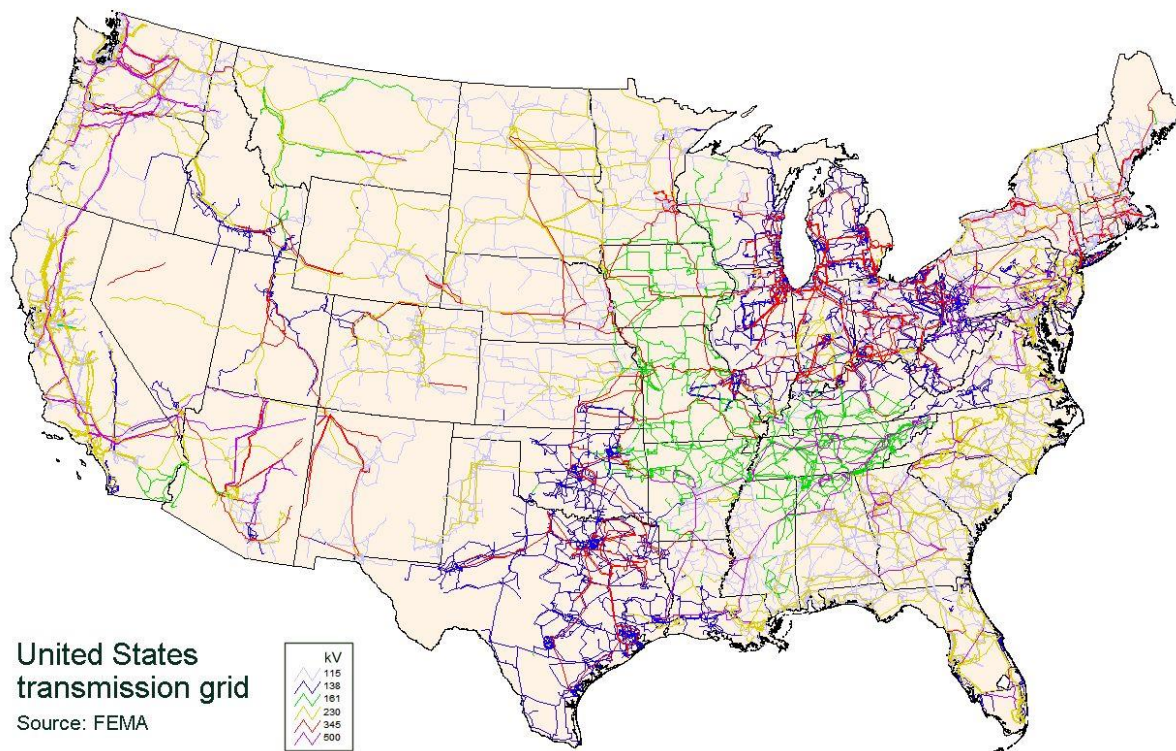 United States
transmission grid
Source: FEMA
kV
115
138
161
230
345
500